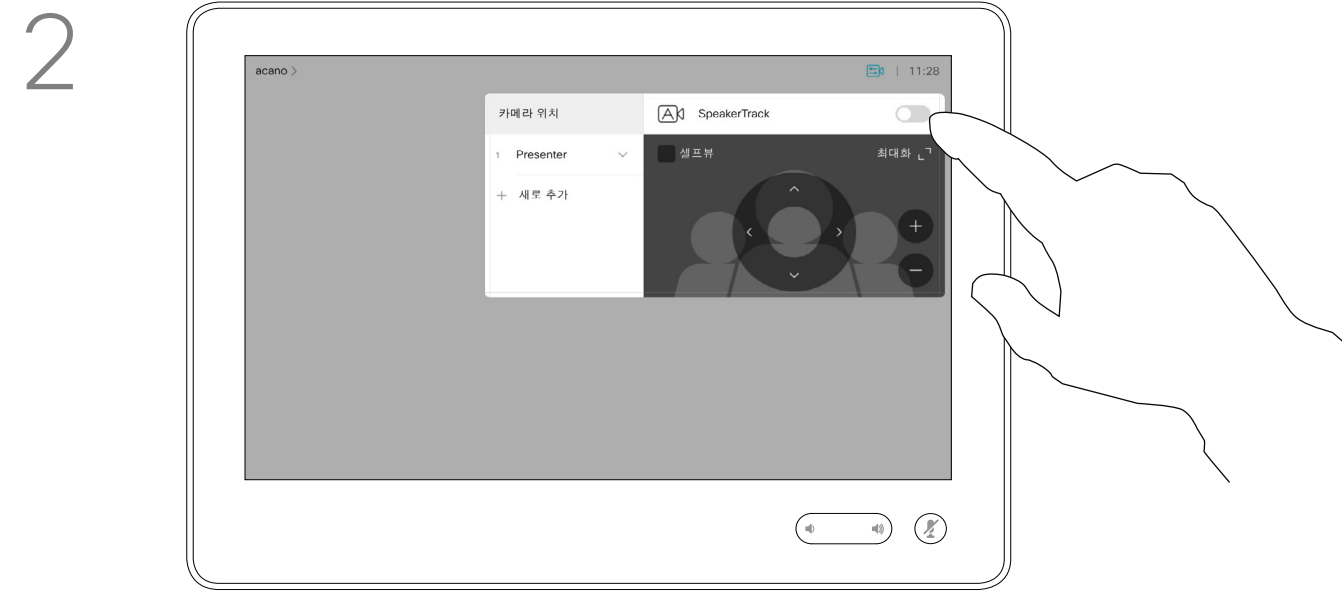 2
acano >
11:28
카메라 위치
SpeakerTrack
1 Presenter
셀프뷰
최대화
+ 새로 추가